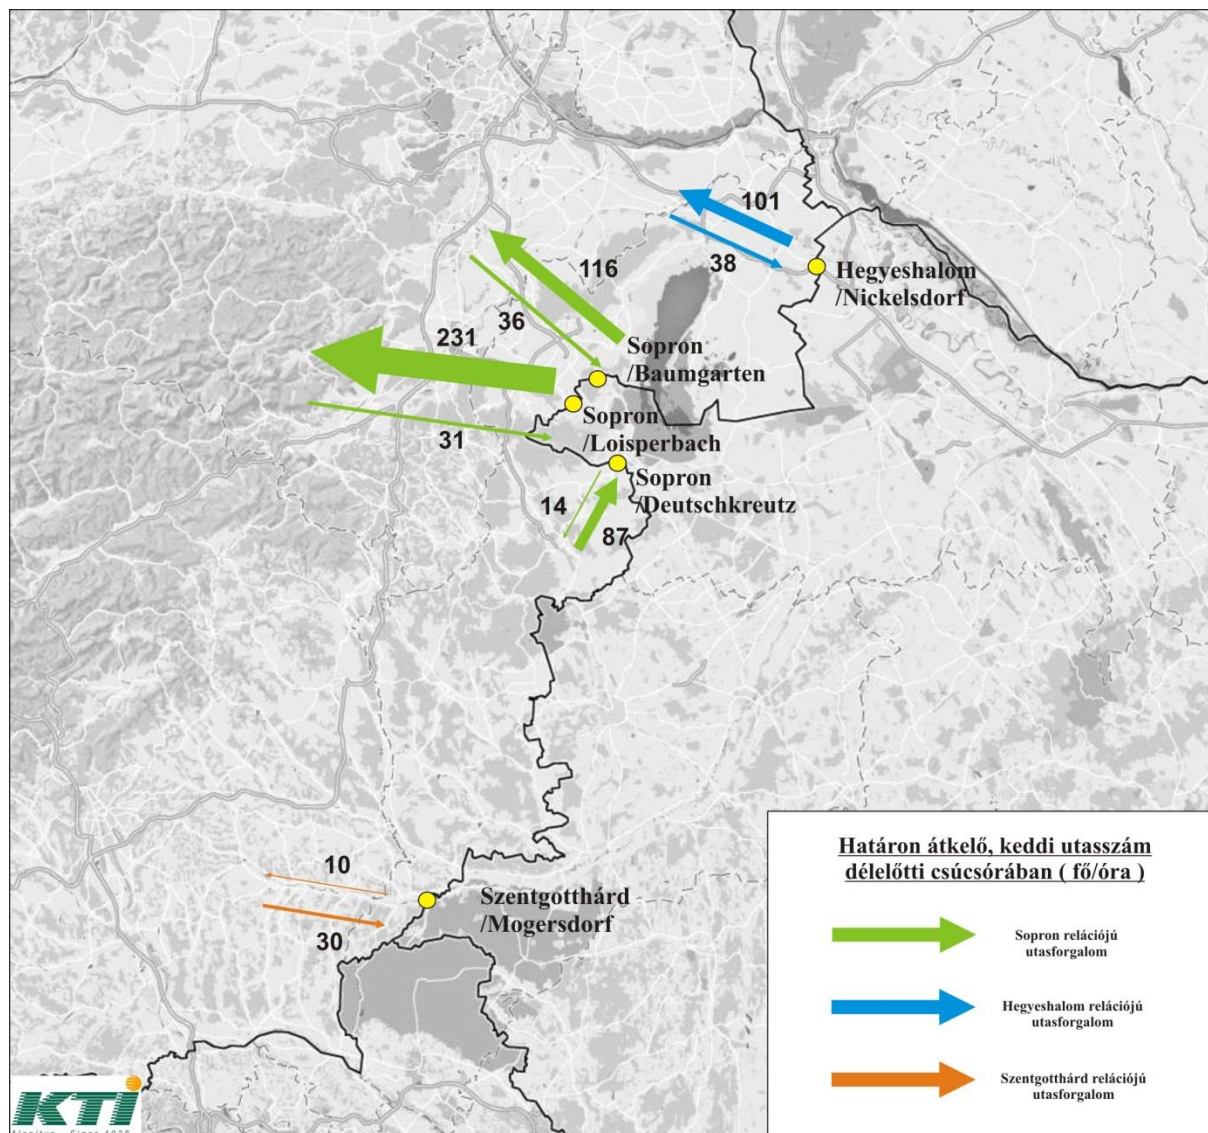 101
38
Hegyeshalom
/Nickelsdorf
116
36
231
Sopron
/Baumgarten
Sopron
/Loisperbach
31
Sopron
/Deutschkreutz
14
87
10
30
Szentgotthárd
/Mogersdorf
Határon átkelő, keddi utasszám
délelőtti csúcsórában ( fő/óra )
Sopron relációjú
utasforgalom
Hegyeshalom relációjú
utasforgalom
Szentgotthárd relációjú
utasforgalom
KTI